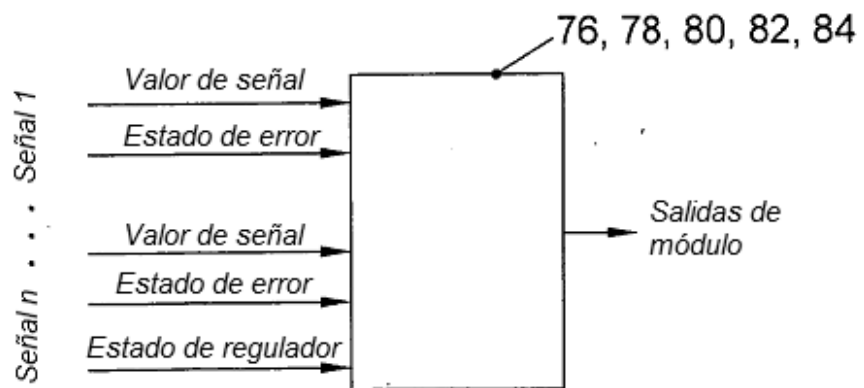 76, 78, 80, 82, 84
Valor de señal
Estado de error
Señal 1
Valor de señal
Estado de error
Señal n . . .
Estado de regulador
Salidas de
módulo